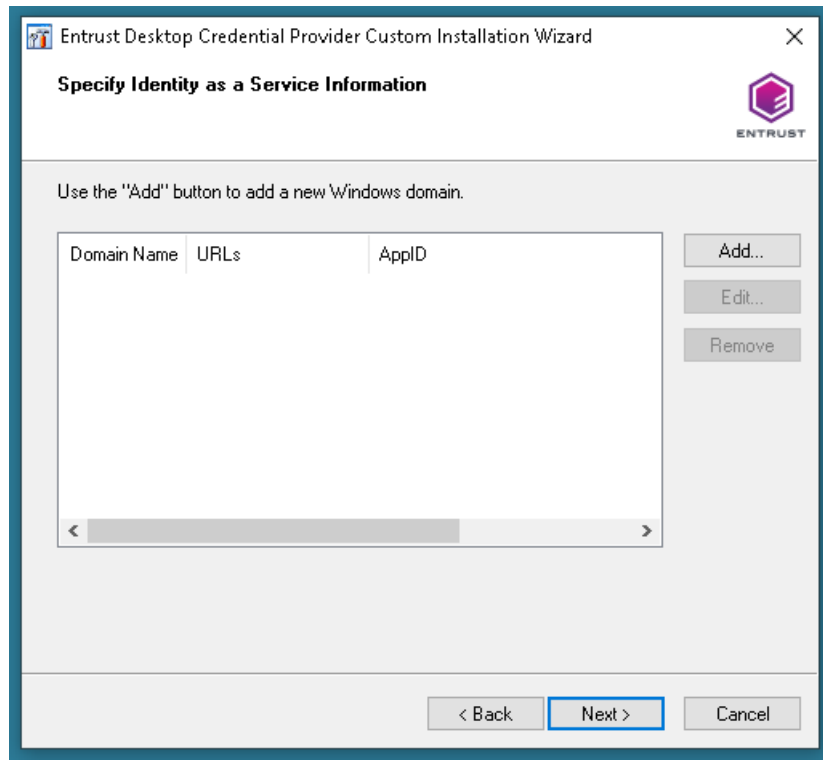 Entrust Desktop Credential Provider Custom Installation Wizard
Specify Identity as a Service Information
ENTRUST
Use the "Add" button to add a new Windows domain.
Domain Name URLs AppID
Add...
Edit...
Remove
< Back Next > Cancel